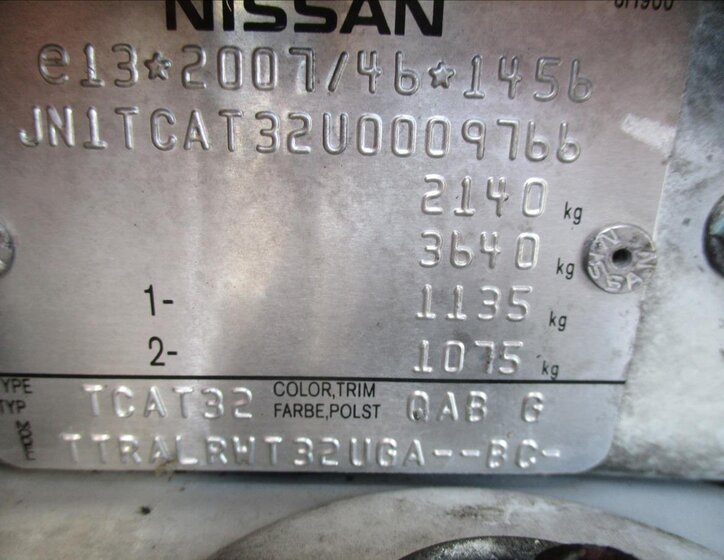 NISSAN
e13*2007/46*1456
JN1TCAT32U0009766
2140 kg
3640 kg
1- 1135 kg
2- 1075 kg
TYPE TYP TCAT32 COLOR,TRIM FARBE,POLST QAB G
TTRALRWT32UGA--BC-